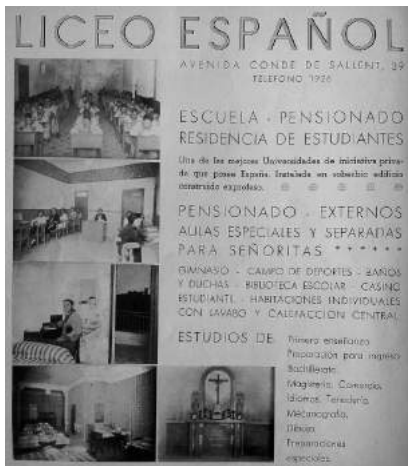 LICEO ESPAÑOL
AVENIDA CONDE DE SALLENT, 39
TELEFONO 1926
ESCUELA - PENSIONADO
RESIDENCIA DE ESTUDIANTES
Una de las mejores Universidades de iniciativa priva-
da que posee España. Instalada en soberbio edificio
construido exprofeso.
PENSIONADO - EXTERNOS
AULAS ESPECIALES Y SEPARADAS
PARA SEÑORITAS * * * * * *
GIMNASIO - CAMPO DE DEPORTES - BAÑOS
Y DUCHAS - BIBLIOTECA ESCOLAR - CASINO
ESTUDIANTIL - HABITACIONES INDIVIDUALES
CON LAVABO Y CALEFACCION CENTRAL
ESTUDIOS DE: Primera enseñanza
Preparación para ingreso
Bachillerato.
Magisterio, Comercio,
Idiomas, Teneduría
Mecanografía,
Dibujo
Preparaciones
especiales.